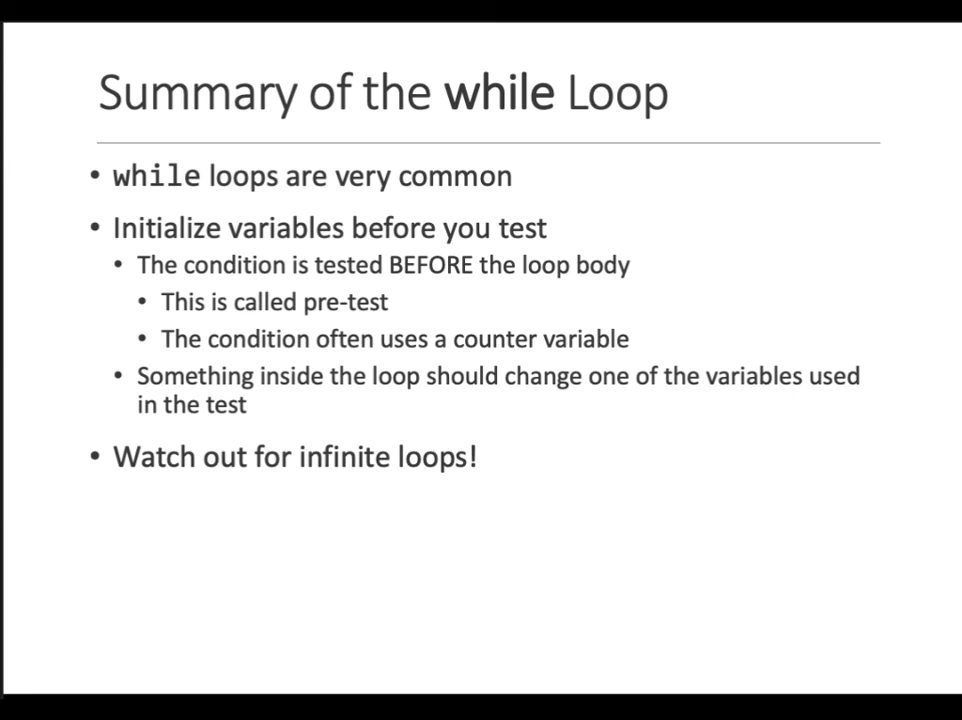 Summary of the while Loop
• while loops are very common
• Initialize variables before you test
• The condition is tested BEFORE the loop body
• This is called pre-test
• The condition often uses a counter variable
• Something inside the loop should change one of the variables used
in the test
• Watch out for infinite loops!